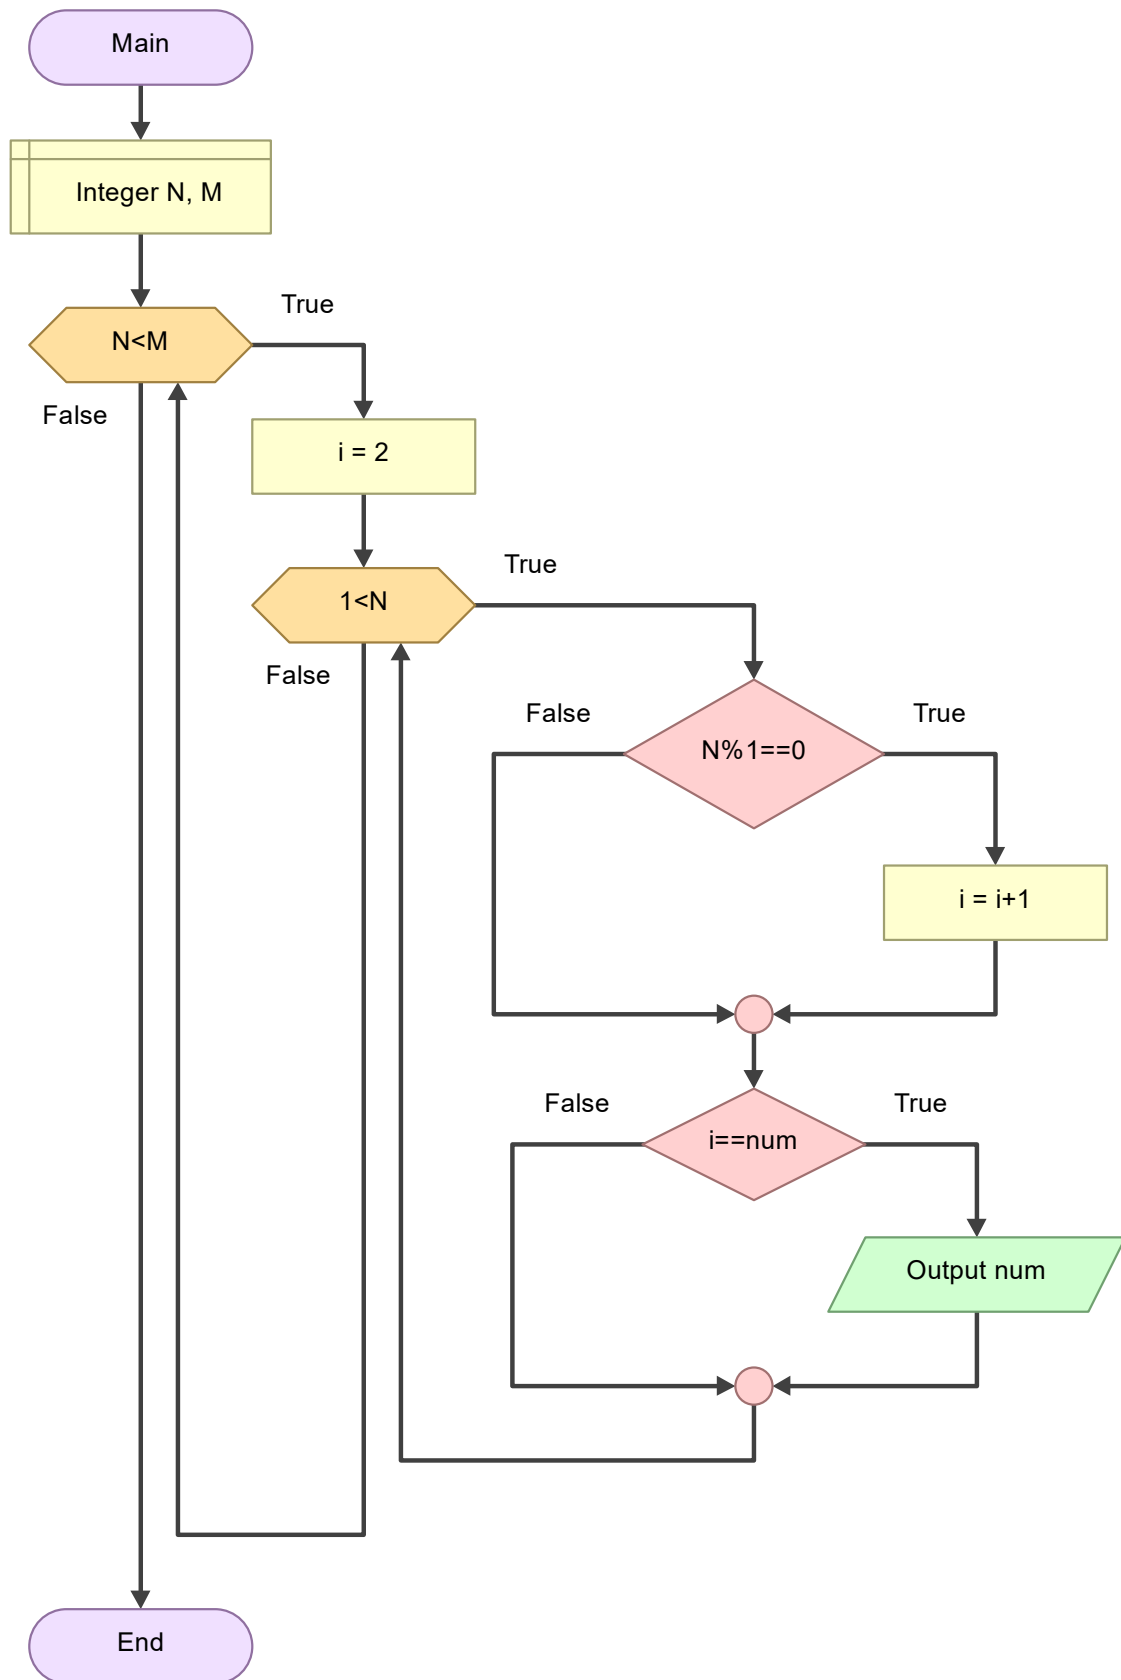 Main
Integer N, M
N<M
True
False
i = 2
1<N
True
False
N%1==0
False
True
i = i+1
i==num
False
True
Output num
End